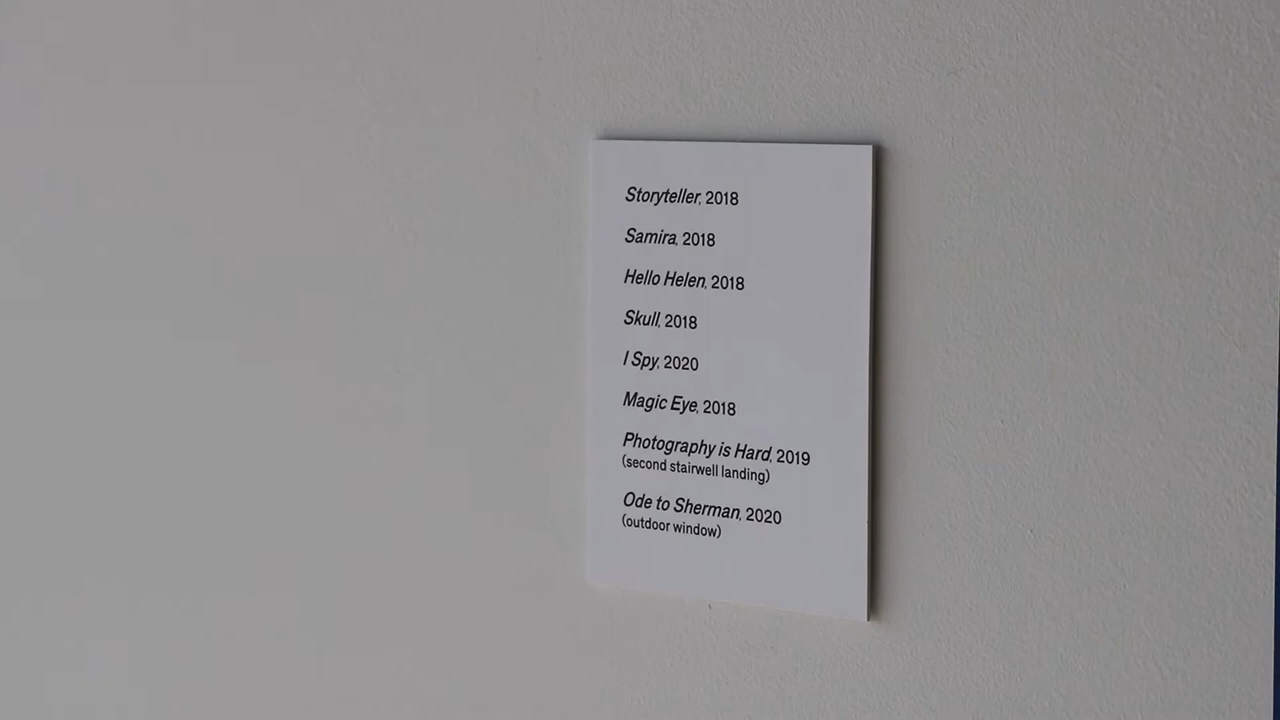 Storyteller, 2018
Samira, 2018
Hello Helen, 2018
Skull, 2018
I Spy, 2020
Magic Eye, 2018
Photography is Hard, 2019
(second stairwell landing)
Ode to Sherman, 2020
(outdoor window)